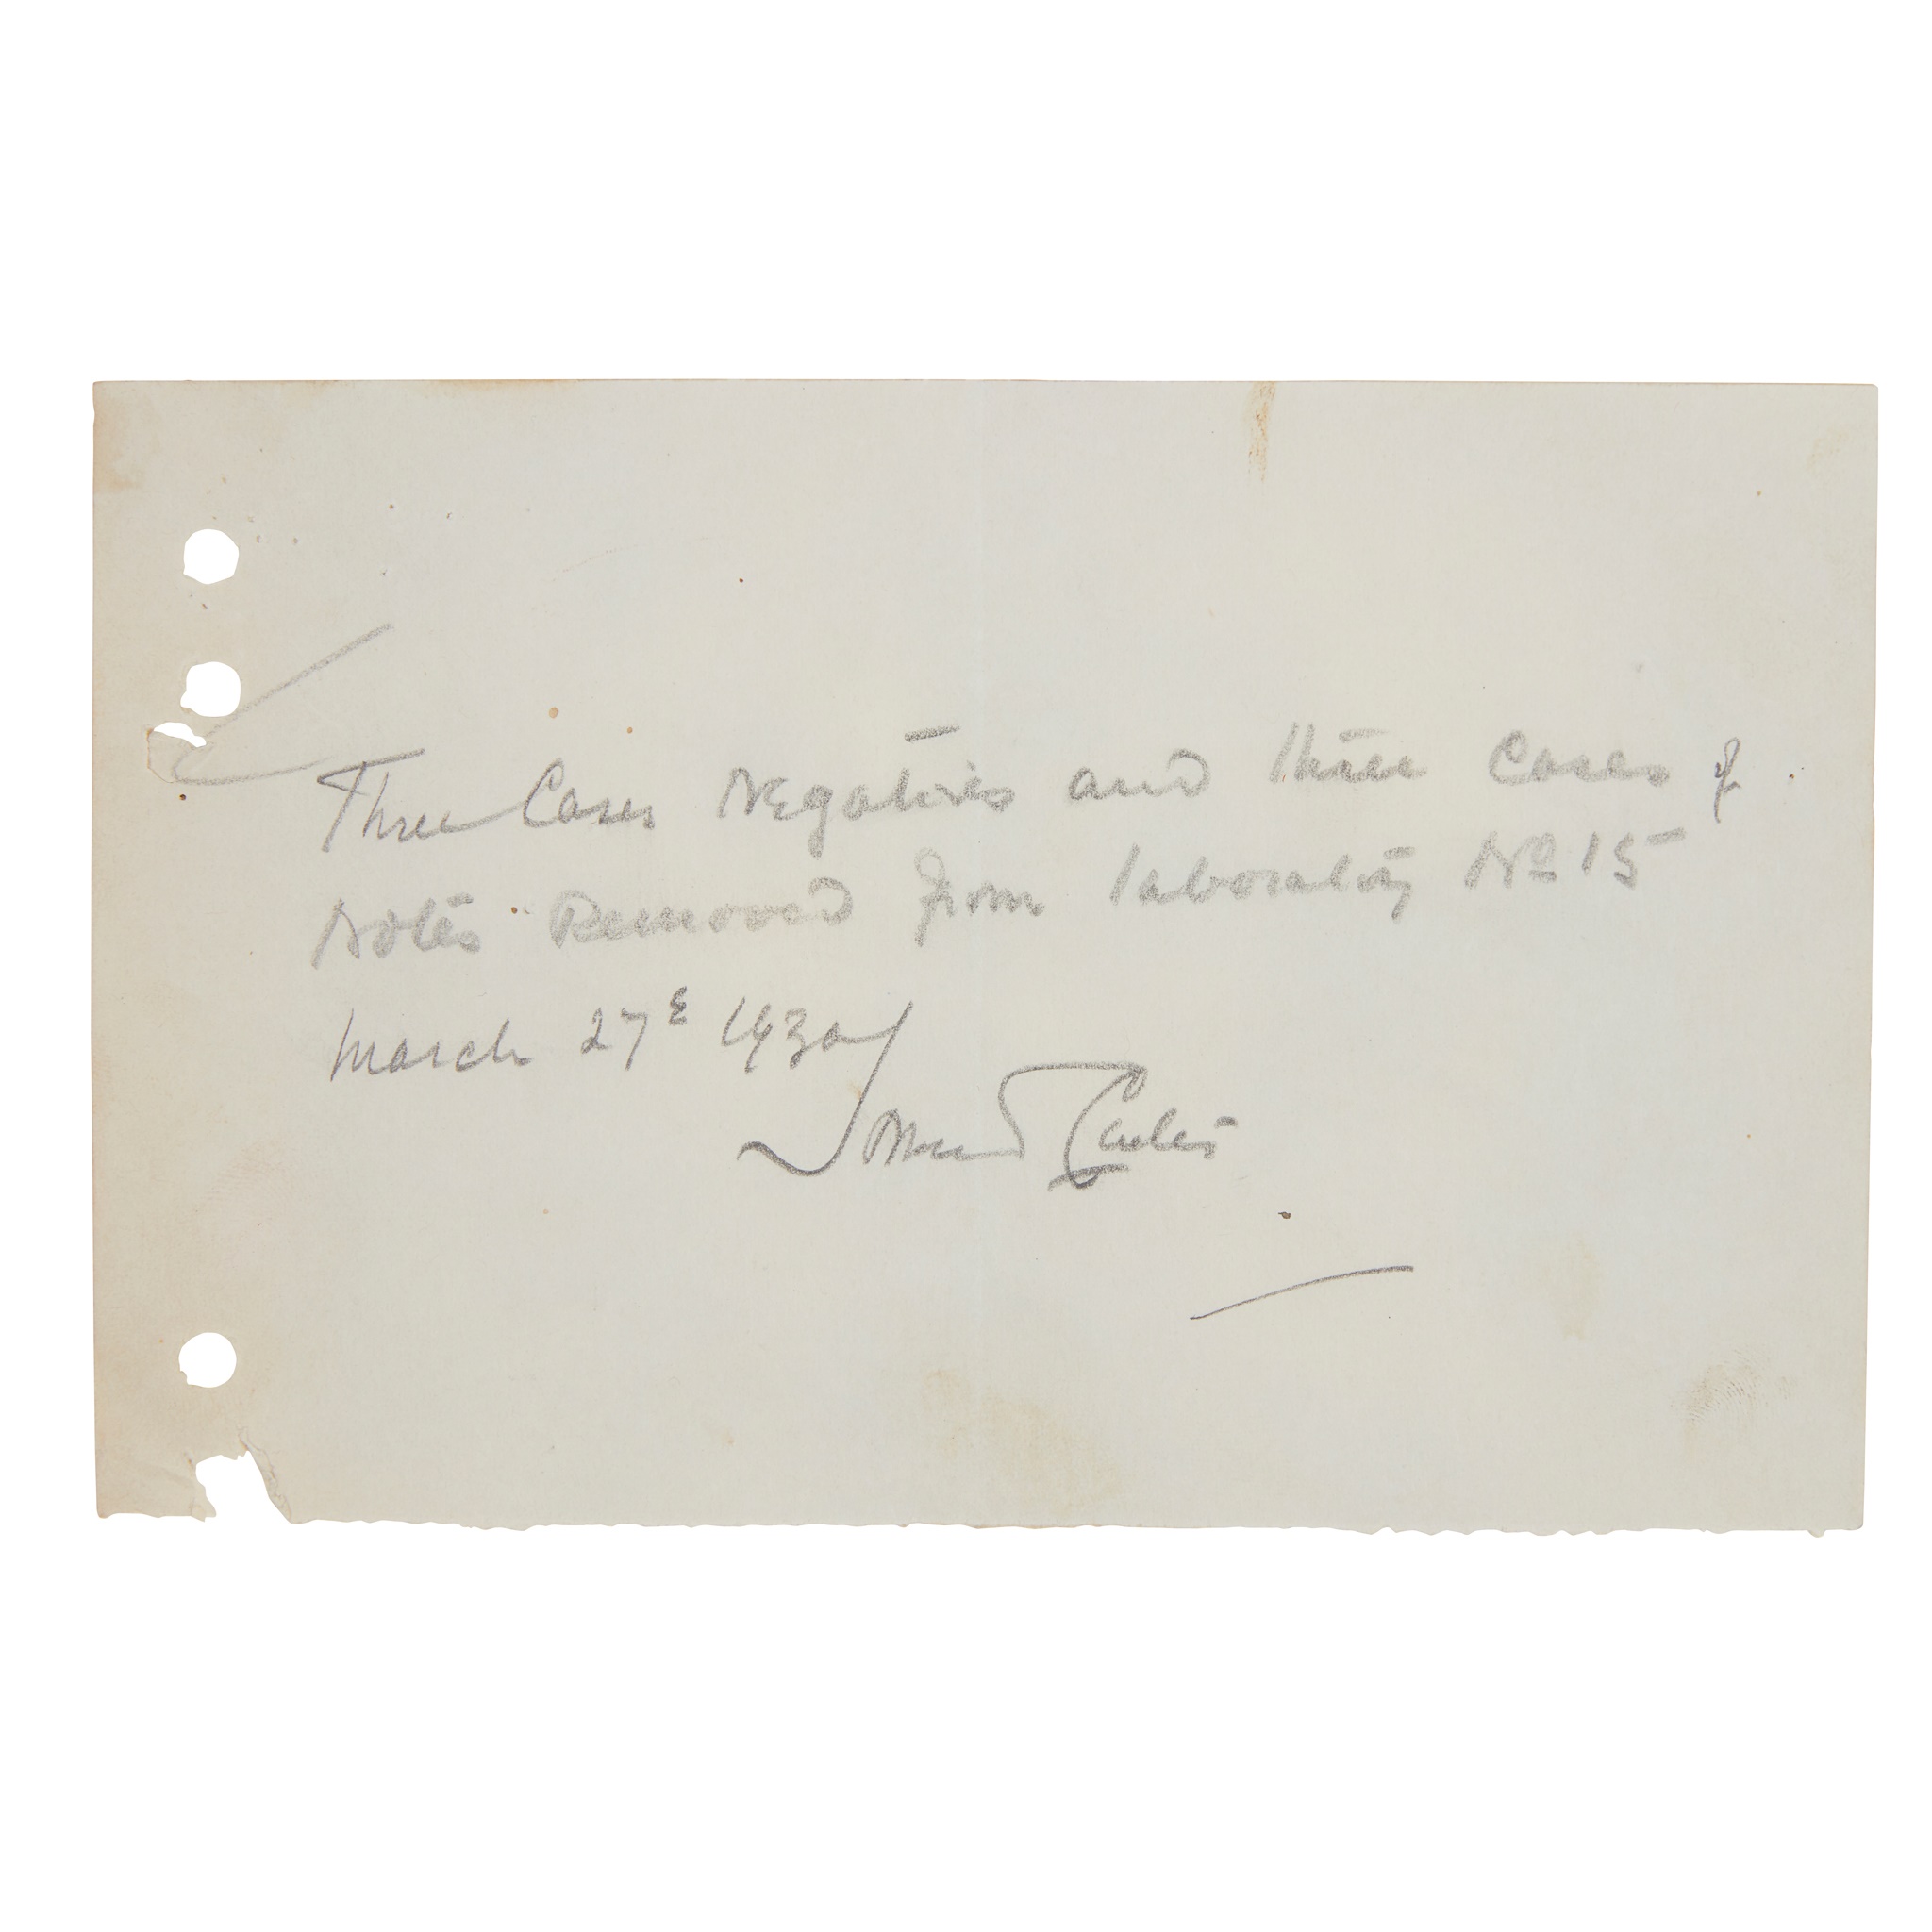 Three Cases Negatives and three cases of
Notes Removed from laboratory No 15
March 27th 1930
Howard Carter